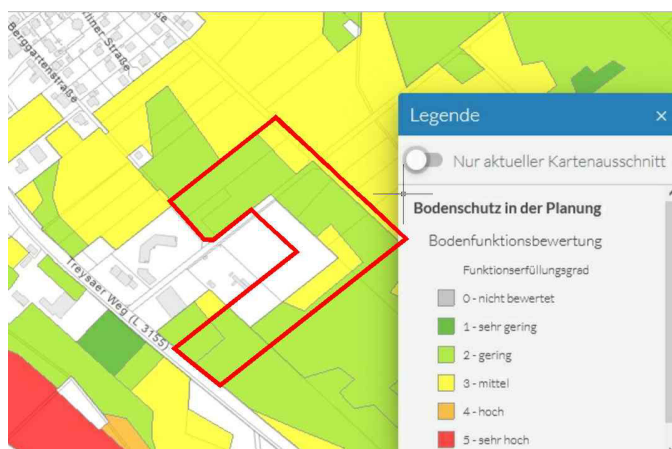 liner Straße
Berggartenstraße
Treysaer Weg (L 3155)
Legende
×
Nur aktueller Kartenausschnitt
Bodenschutz in der Planung
Bodenfunktionsbewertung
Funktionserfüllungsgrad
0 - nicht bewertet
1 - sehr gering
2 - gering
3 - mittel
4 - hoch
5 - sehr hoch